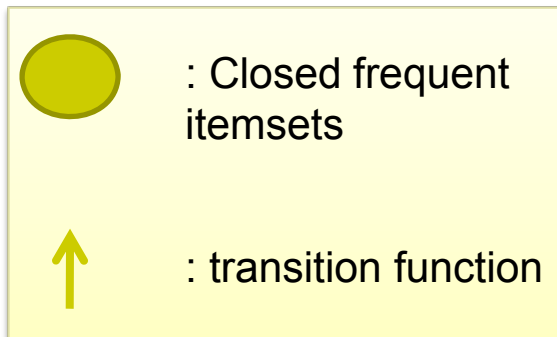 : Closed frequent
itemsets
: transition function